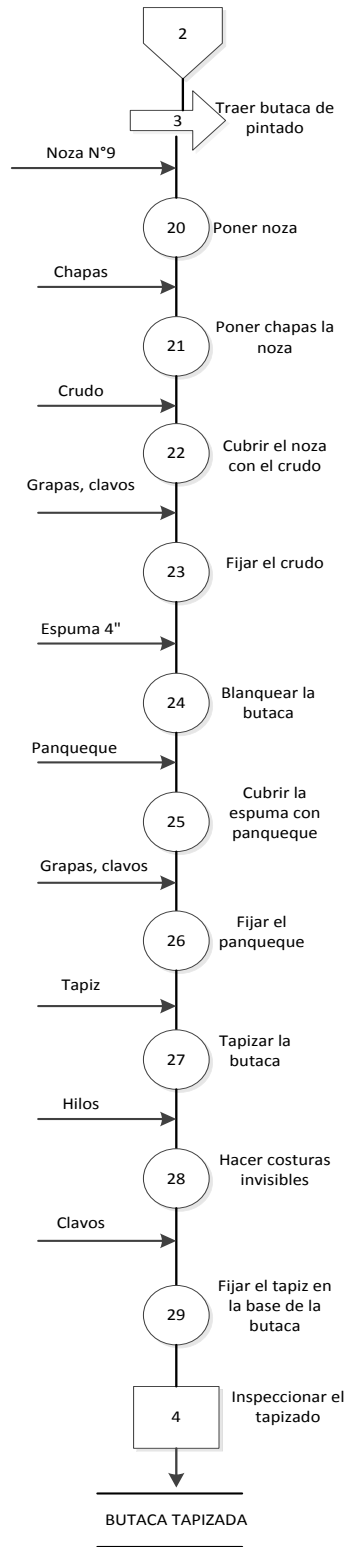 2
3
Traer butaca de
pintado
Noza N°9
20
Poner noza
Chapas
21
Poner chapas la
noza
Crudo
22
Cubrir el noza
con el crudo
Grapas, clavos
23
Fijar el crudo
Espuma 4"
24
Blanquear la
butaca
Panqueque
25
Cubrir la
espuma con
panqueque
Grapas, clavos
26
Fijar el
panqueque
Tapiz
27
Tapizar la
butaca
Hilos
28
Hacer costuras
invisibles
Clavos
29
Fijar el tapiz en
la base de la
butaca
4
Inspeccionar el
tapizado
BUTACA TAPIZADA